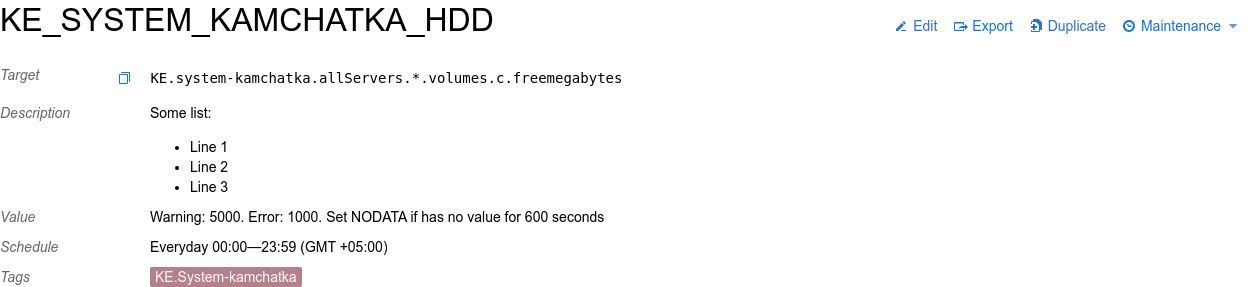 KE_SYSTEM_KAMCHATKA_HDD
Edit Export Duplicate Maintenance
Target KE.system-kamchatka.allServers.*.volumes.c.freemegabytes
Description Some list:
• Line 1
• Line 2
• Line 3
Value Warning: 5000. Error: 1000. Set NODATA if has no value for 600 seconds
Schedule Everyday 00:00—23:59 (GMT +05:00)
Tags KE.System-kamchatka